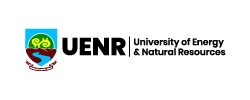 UENR
University of Energy
& Natural Resources